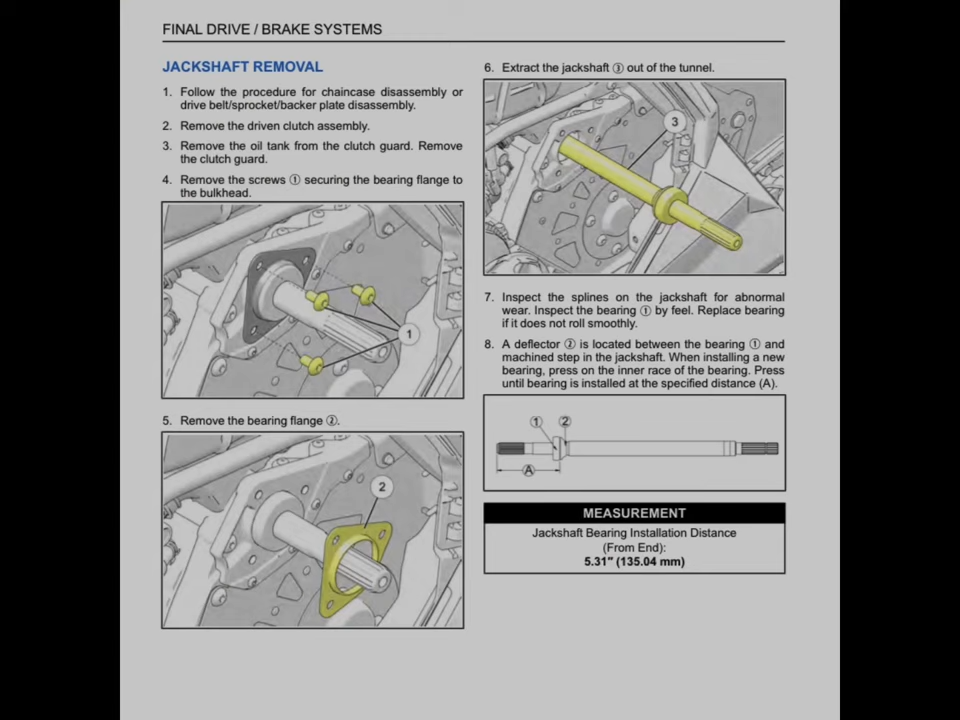 FINAL DRIVE / BRAKE SYSTEMS
JACKSHAFT REMOVAL
1. Follow the procedure for chaincase disassembly or
drive belt/sprocket/backer plate disassembly.
2. Remove the driven clutch assembly.
3. Remove the oil tank from the clutch guard. Remove
the clutch guard.
4. Remove the screws ① securing the bearing flange to
the bulkhead.
1
5. Remove the bearing flange ②.
2
6. Extract the jackshaft ③ out of the tunnel.
3
7. Inspect the splines on the jackshaft for abnormal
wear. Inspect the bearing ① by feel. Replace bearing
if it does not roll smoothly.
8. A deflector ② is located between the bearing ① and
machined step in the jackshaft. When installing a new
bearing, press on the inner race of the bearing. Press
until bearing is installed at the specified distance (A).
① ②
A
MEASUREMENT
Jackshaft Bearing Installation Distance
(From End):
5.31" (135.04 mm)